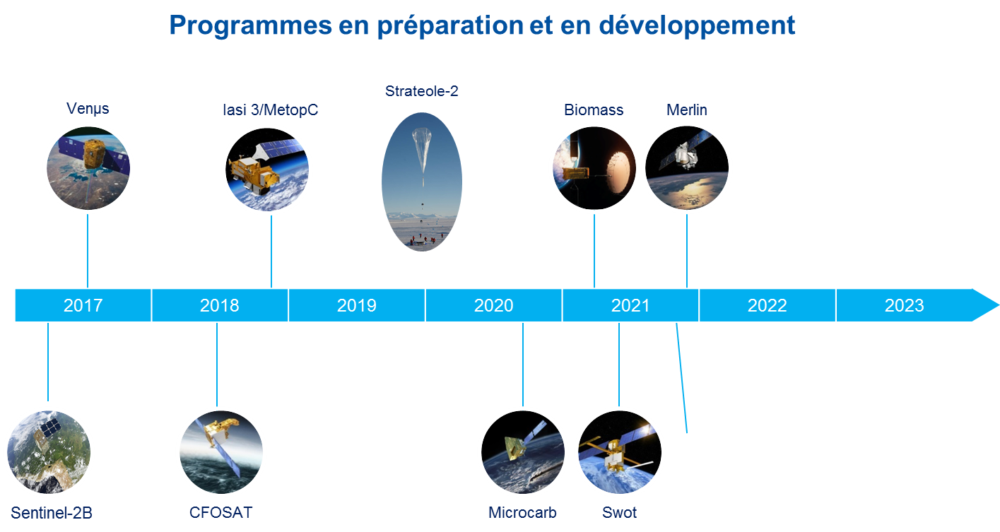 Programmes en préparation et en développement
Strateole-2
Venµs
Iasi 3/MetopC
Biomass
Merlin
2017
2018
2019
2020
2021
2022
2023
Sentinel-2B
CFOSAT
Microcarb
Swot